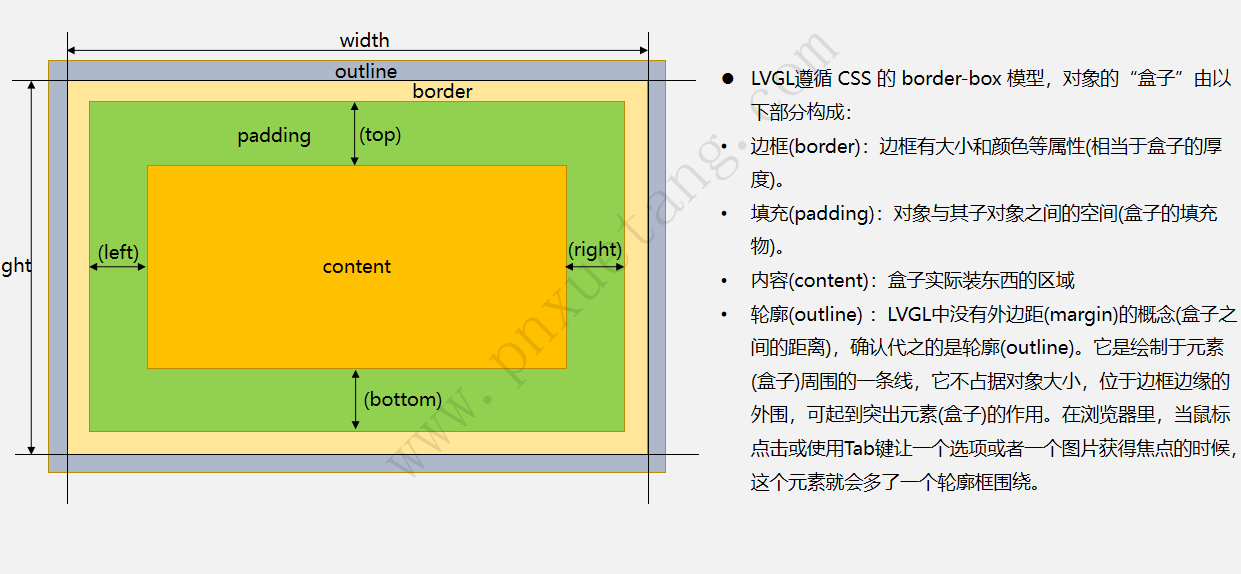 width
outline
border
padding
(top)
(left)
(right)
ght
content
(bottom)
● LVGL遵循 CSS 的 border-box 模型，对象的“盒子”由以
下部分构成：
• 边框(border)：边框有大小和颜色等属性(相当于盒子的厚
度)。
• 填充(padding)：对象与其子对象之间的空间(盒子的填充
物)。
• 内容(content)：盒子实际装东西的区域
• 轮廓(outline) ：LVGL中没有外边距(margin)的概念(盒子之
间的距离)，确认代之的是轮廓(outline)。它是绘制于元素
(盒子)周围的一条线，它不占据对象大小，位于边框边缘的
外围，可起到突出元素(盒子)的作用。在浏览器里，当鼠标
点击或使用Tab键让一个选项或者一个图片获得焦点的时候，
这个元素就会多了一个轮廓框围绕。
www.pnxuetang.com